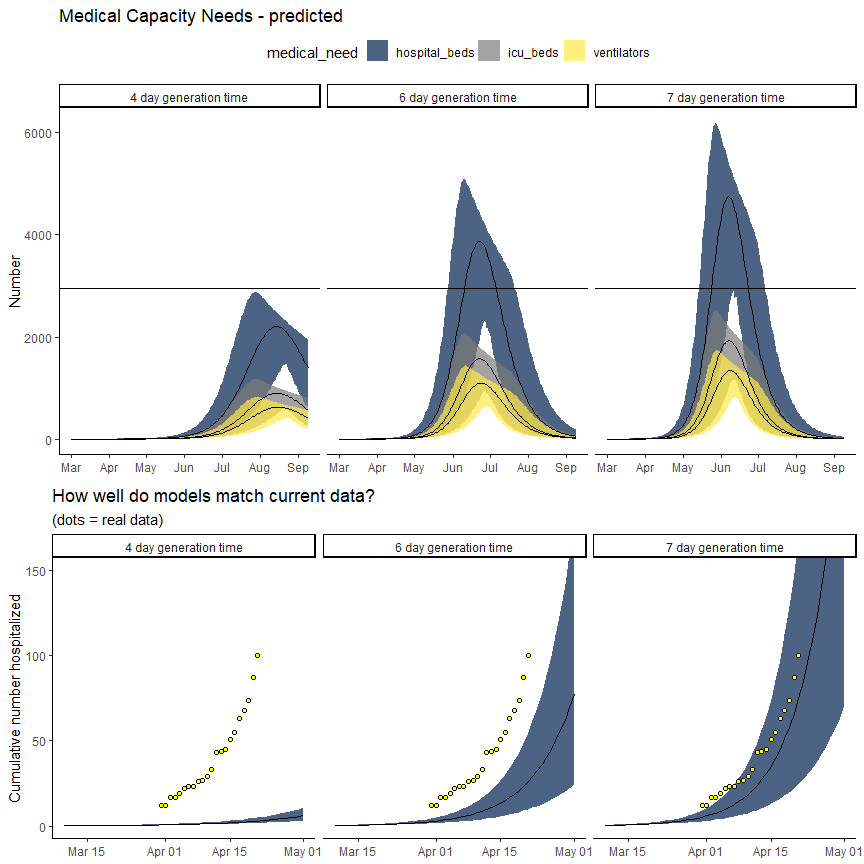 Medical Capacity Needs - predicted
medical_need hospital_beds icu_beds ventilators
4 day generation time 6 day generation time 7 day generation time
Number
6000
4000
2000
0
Mar Apr May Jun Jul Aug Sep Mar Apr May Jun Jul Aug Sep Mar Apr May Jun Jul Aug Sep
How well do models match current data?
(dots = real data)
4 day generation time 6 day generation time 7 day generation time
Cumulative number hospitalized
150
100
50
0
Mar 15 Apr 01 Apr 15 May 01 Mar 15 Apr 01 Apr 15 May 01 Mar 15 Apr 01 Apr 15 May 01